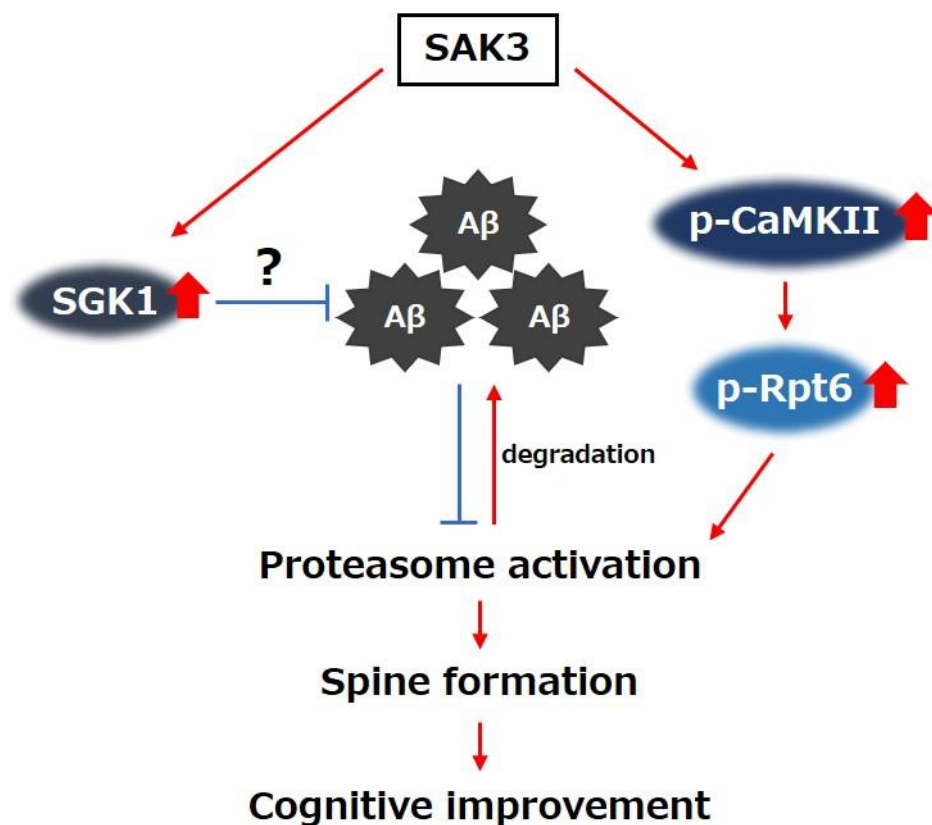 SAK3
Aβ
p-CaMKII
?
SGK1
Aβ
Aβ
p-Rpt6
degradation
Proteasome activation
Spine formation
Cognitive improvement